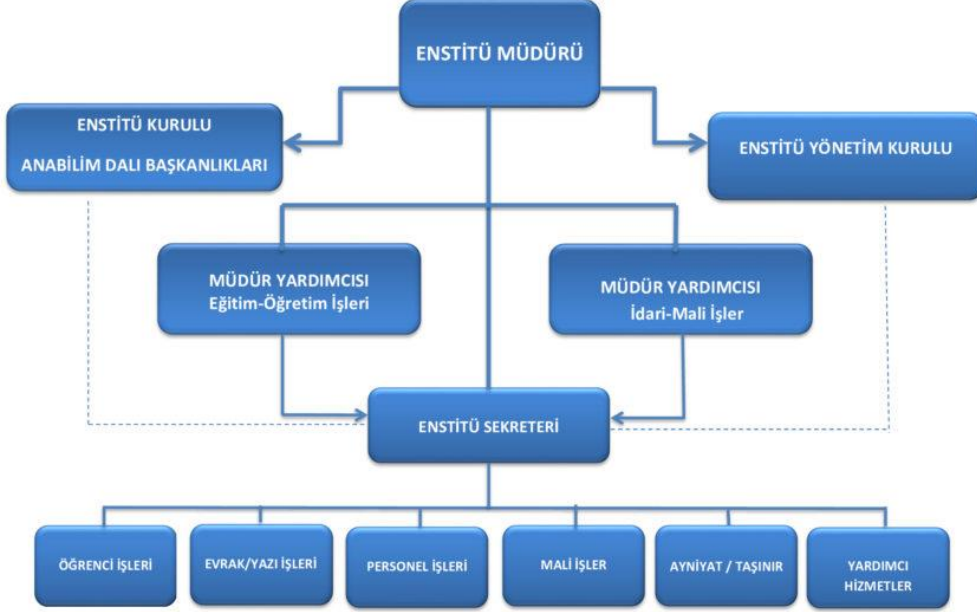 ENSTİTÜ MÜDÜRÜ
ENSTİTÜ KURULU
ANABİLİM DALI BAŞKANLIKLARI
ENSTİTÜ YÖNETİM KURULU
MÜDÜR YARDIMCISI
Eğitim-Öğretim İşleri
MÜDÜR YARDIMCISI
İdari-Mali İşler
ENSTİTÜ SEKRETERİ
ÖĞRENCİ İŞLERİ
EVRAK/YAZI İŞLERİ
PERSONEL İŞLERİ
MALİ İŞLER
AYNİYAT / TAŞINIR
YARDIMCI
HİZMETLER